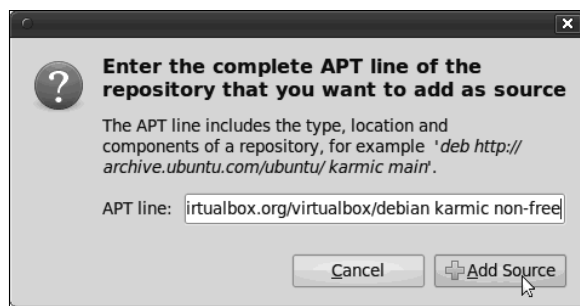 Enter the complete APT line of the
repository that you want to add as source
The APT line includes the type, location and
components of a repository, for example 'deb http://
archive.ubuntu.com/ubuntu/ karmic main'.
APT line: irtualbox.org/virtualbox/debian karmic non-free
Cancel Add Source